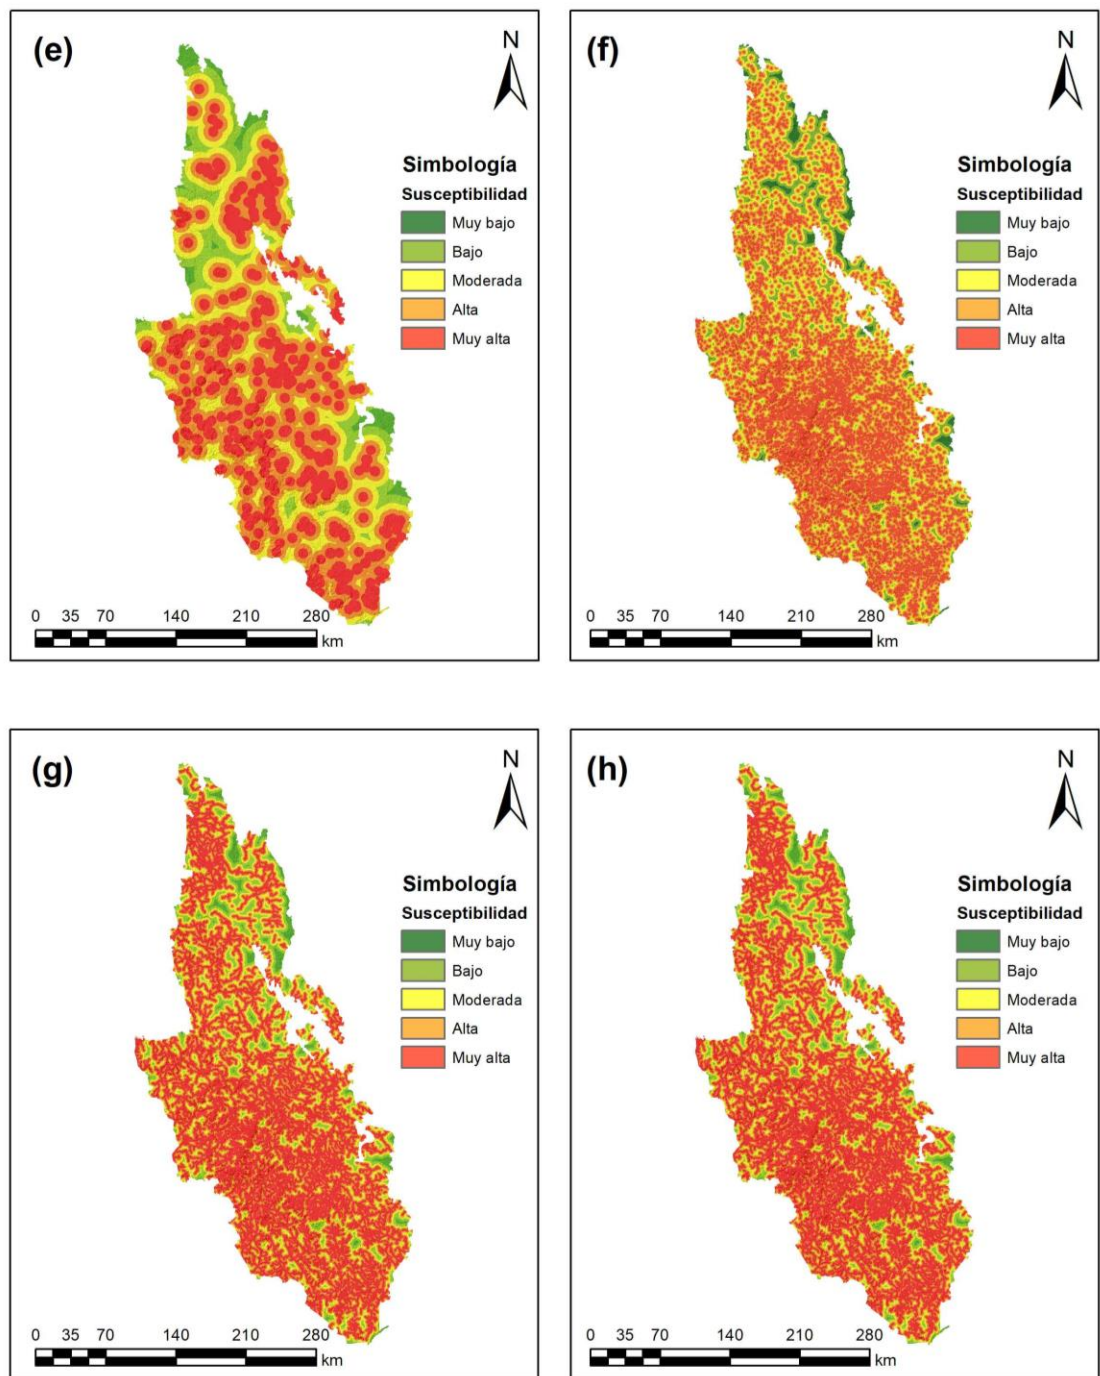 (e)
N
Simbología
Susceptibilidad
Muy bajo
Bajo
Moderada
Alta
Muy alta
0 35 70 140 210 280
km
(f)
N
Simbología
Susceptibilidad
Muy bajo
Bajo
Moderada
Alta
Muy alta
0 35 70 140 210 280
km
(g)
N
Simbología
Susceptibilidad
Muy bajo
Bajo
Moderada
Alta
Muy alta
0 35 70 140 210 280
km
(h)
N
Simbología
Susceptibilidad
Muy bajo
Bajo
Moderada
Alta
Muy alta
0 35 70 140 210 280
km